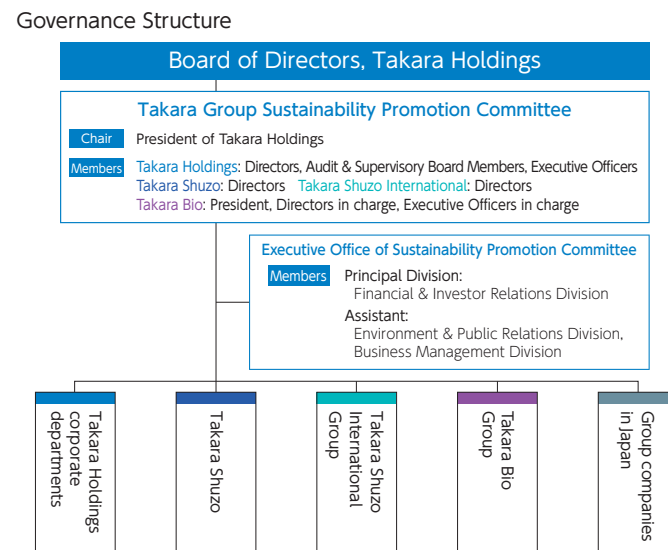 Governance Structure
Board of Directors, Takara Holdings
Takara Group Sustainability Promotion Committee
Chair President of Takara Holdings
Members Takara Holdings: Directors, Audit & Supervisory Board Members, Executive Officers
Takara Shuzo: Directors Takara Shuzo International: Directors
Takara Bio: President, Directors in charge, Executive Officers in charge
Executive Office of Sustainability Promotion Committee
Members Principal Division:
Financial & Investor Relations Division
Assistant:
Environment & Public Relations Division,
Business Management Division
Takara Holdings
corporate
departments
Takara Shuzo
Takara Shuzo
International
Group
Takara Bio
Group
Group companies
in Japan